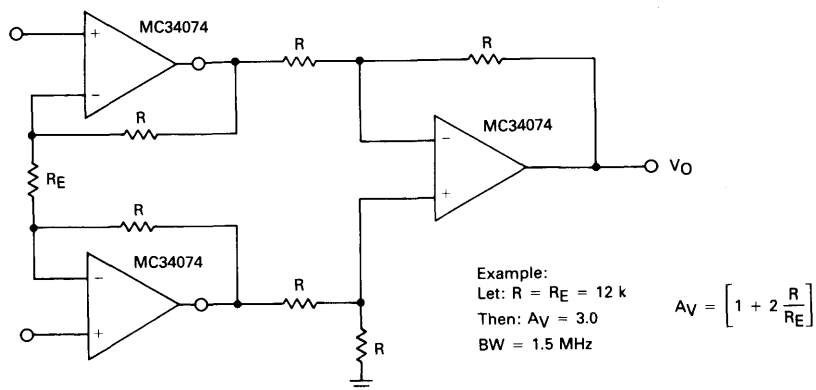 MC34074
+
−
R
R
R
RE
MC34074
−
+
VO
R
MC34074
−
+
R
R
Example:
Let: R = RE = 12 k
Then: AV = 3.0
BW = 1.5 MHz
AV = [1 + 2 R/RE]